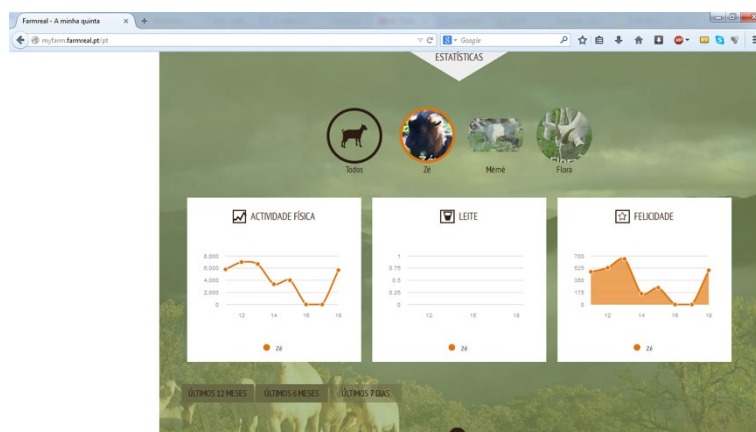 Farmreal - A minha quinta
myfarm.farmreal.pt/pt
Google
ESTATÍSTICAS
Todos Zé Mémé Flora
ACTIVIDADE FÍSICA
8.000
6.000
4.000
2.000
0
12 14 16 18
Zé
LEITE
1
0.75
0.5
0.25
0
12 15 18
Zé
FELICIDADE
700
525
350
175
0
12 14 16 18
Zé
ÚLTIMOS 12 MESES ÚLTIMOS 6 MESES ÚLTIMOS 7 DIAS